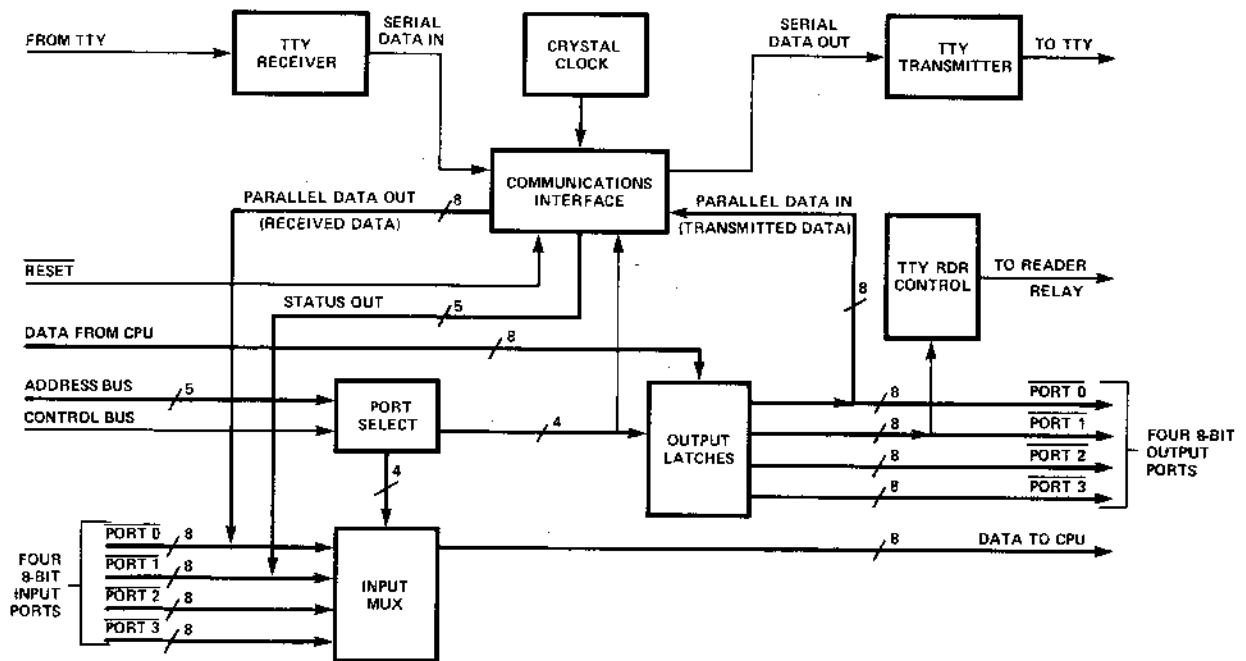 FROM TTY
TTY
RECEIVER
SERIAL
DATA IN
CRYSTAL
CLOCK
SERIAL
DATA OUT
TTY
TRANSMITTER
TO TTY
COMMUNICATIONS
INTERFACE
PARALLEL DATA OUT
8
(RECEIVED DATA)
PARALLEL DATA IN
(TRANSMITTED DATA)
8
TTY RDR
CONTROL
TO READER
RELAY
RESET
STATUS OUT
5
DATA FROM CPU
8
ADDRESS BUS
5
CONTROL BUS
PORT
SELECT
4
4
OUTPUT
LATCHES
8
PORT 0
8
PORT 1
8
PORT 2
8
PORT 3
FOUR 8-BIT
OUTPUT
PORTS
FOUR
8-BIT
INPUT
PORTS
PORT 0
8
PORT 1
8
PORT 2
8
PORT 3
8
INPUT
MUX
8
DATA TO CPU